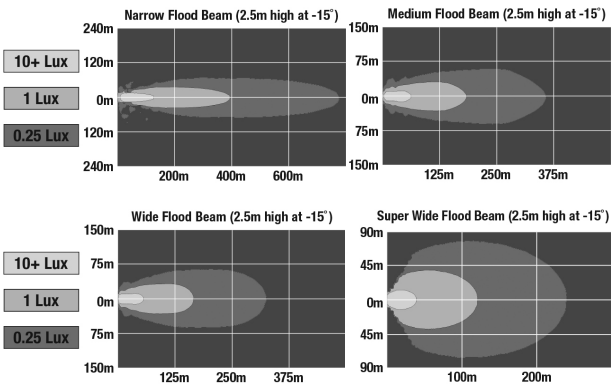 Narrow Flood Beam (2.5m high at -15°)
240m
120m
0m
120m
240m
200m 400m 600m
10+ Lux
1 Lux
0.25 Lux
Medium Flood Beam (2.5m high at -15°)
150m
75m
0m
75m
150m
125m 250m 375m
Wide Flood Beam (2.5m high at -15°)
150m
75m
0m
75m
150m
125m 250m 375m
10+ Lux
1 Lux
0.25 Lux
Super Wide Flood Beam (2.5m high at -15°)
90m
45m
0m
45m
90m
100m 200m